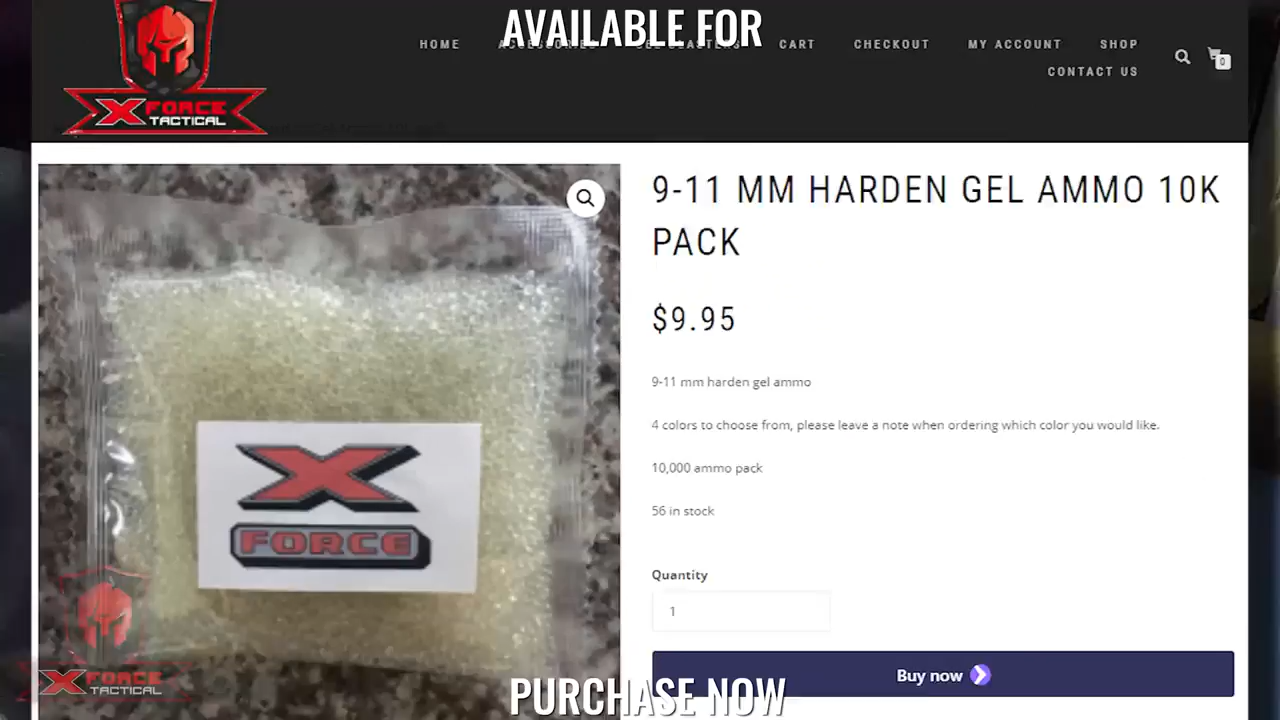 AVAILABLE FOR
HOME
CART
CHECKOUT
MY ACCOUNT
SHOP
CONTACT US
0
X FORCE
TACTICAL
9-11 MM HARDEN GEL AMMO 10K
PACK
$9.95
9-11 mm harden gel ammo
4 colors to choose from, please leave a note when ordering which color you would like.
10,000 ammo pack
56 in stock
Quantity
1
Buy now
X
FORCE
X FORCE
TACTICAL
PURCHASE NOW